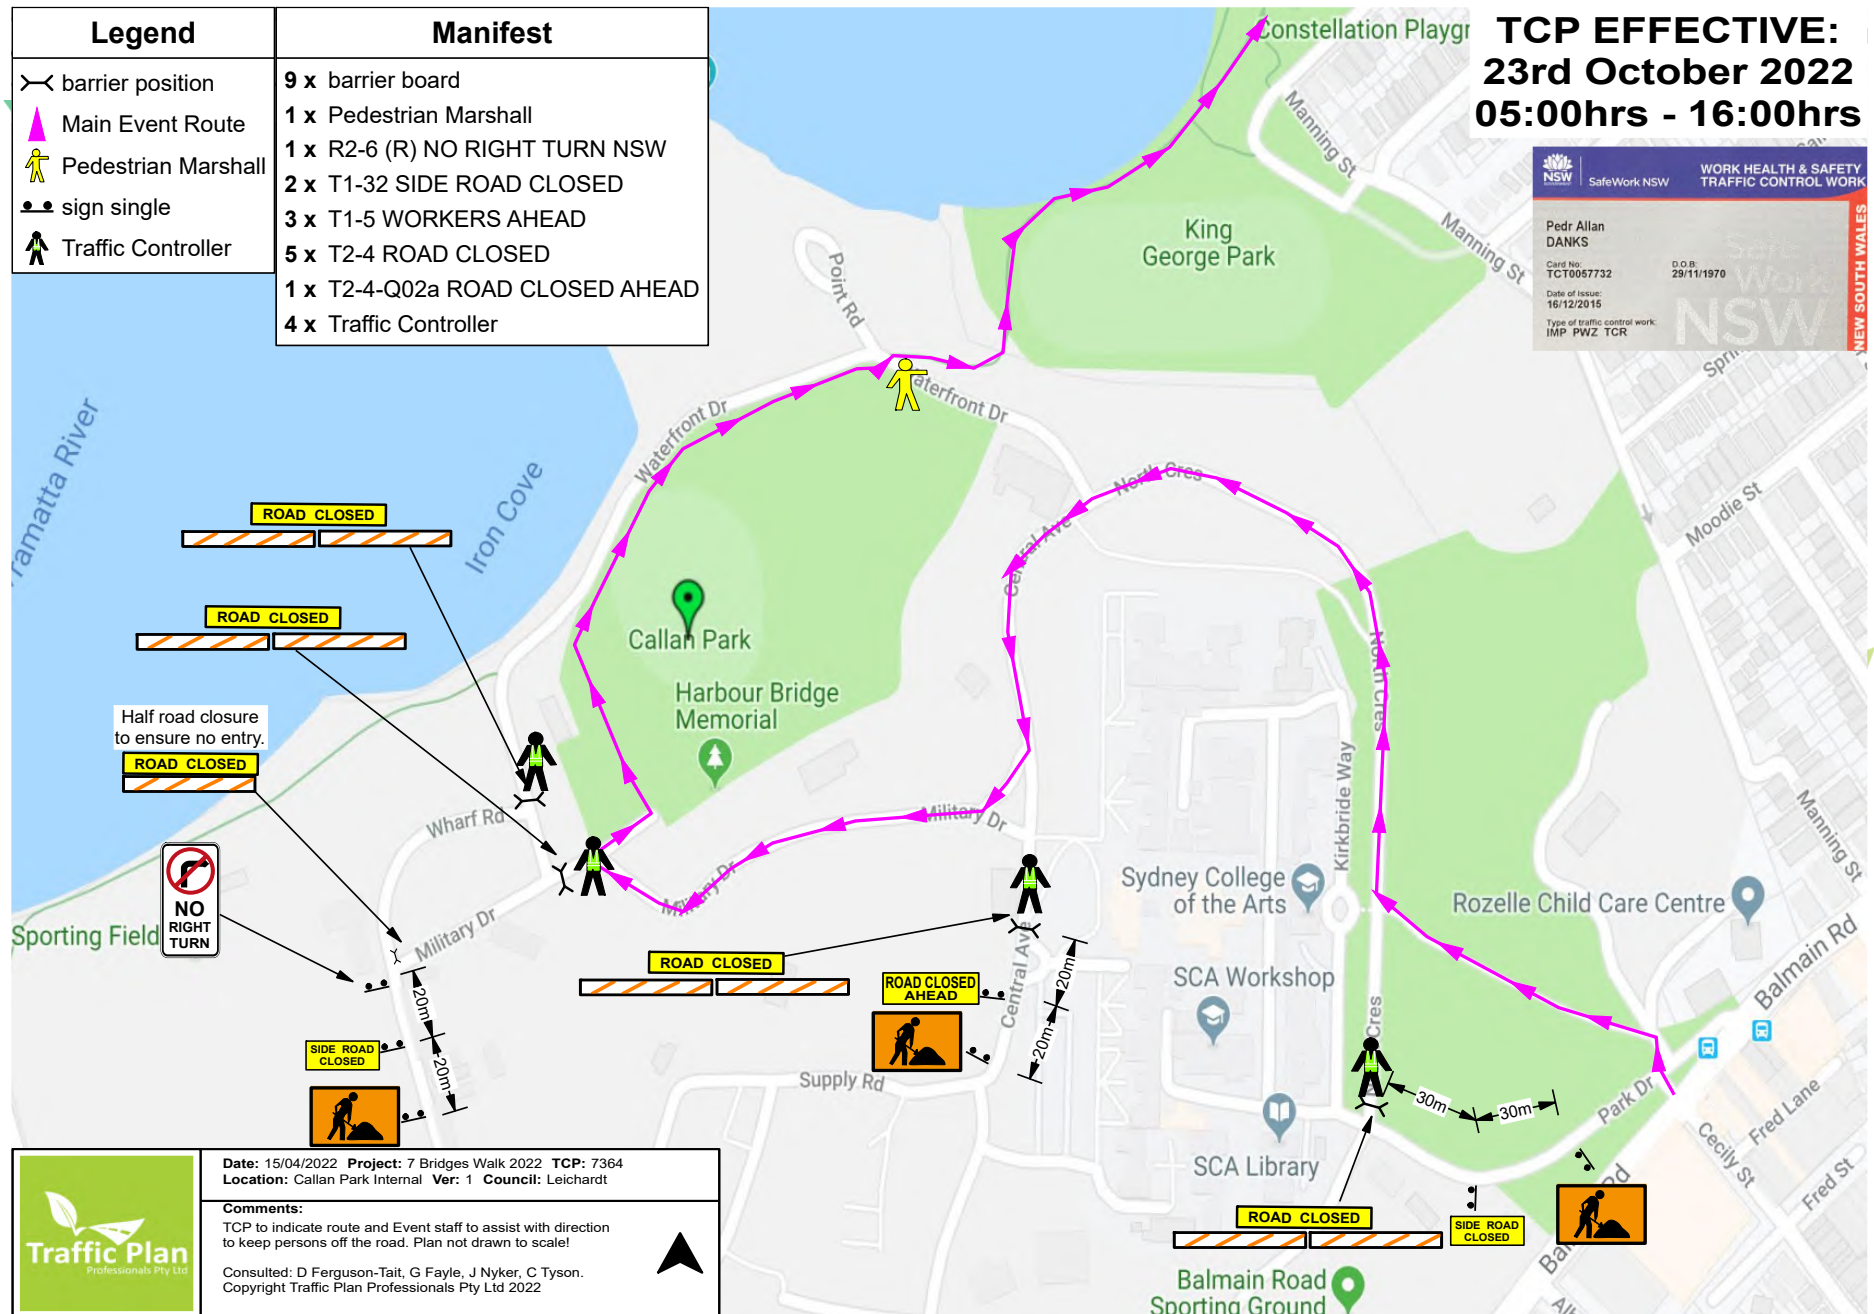 Legend
barrier position
Main Event Route
Pedestrian Marshall
sign single
Traffic Controller
Manifest
9 x barrier board
1 x Pedestrian Marshall
1 x R2-6 (R) NO RIGHT TURN NSW
2 x T1-32 SIDE ROAD CLOSED
3 x T1-5 WORKERS AHEAD
5 x T2-4 ROAD CLOSED
1 x T2-4-Q02a ROAD CLOSED AHEAD
4 x Traffic Controller
TCP EFFECTIVE:
23rd October 2022
05:00hrs - 16:00hrs
NSW
GOVERNMENT
SafeWork NSW
WORK HEALTH & SAFETY
TRAFFIC CONTROL WORK
Pedr Allan
DANKS
Card No:
TCT0057732
D.O.B:
29/11/1970
Date of Issue:
16/12/2015
Type of traffic control work:
IMP PWZ TCR
Safe
Work
NSW
NEW SOUTH WALES
Constellation Playgr
Manning St
Manning St
King
George Park
Point Rd
Waterfront Dr
aterfront Dr
Spri
Moodie St
ramatta River
Iron Cove
North Cres
Central Ave
ROAD CLOSED
ROAD CLOSED
Callan Park
Harbour Bridge
Memorial
North Cres
Half road closure
to ensure no entry.
ROAD CLOSED
Wharf Rd
Military Dr
Kirkbride Way
Manning St
NO
RIGHT
TURN
Sporting Field
Military Dr
Military Dr
Sydney College
of the Arts
Rozelle Child Care Centre
Balmain Rd
ROAD CLOSED
ROAD CLOSED
AHEAD
Central Ave
20m
20m
SCA Workshop
Cres
20m
20m
SIDE ROAD
CLOSED
Supply Rd
30m
30m
Park Dr
Fred Lane
Cecily St
Fred St
SCA Library
ROAD CLOSED
SIDE ROAD
CLOSED
Bal
Rd
Balmain Road
Sporting Ground
Traffic Plan
Professionals Pty Ltd
Date: 15/04/2022 Project: 7 Bridges Walk 2022 TCP: 7364
Location: Callan Park Internal Ver: 1 Council: Leichardt
Comments:
TCP to indicate route and Event staff to assist with direction
to keep persons off the road. Plan not drawn to scale!
Consulted: D Ferguson-Tait, G Fayle, J Nyker, C Tyson.
Copyright Traffic Plan Professionals Pty Ltd 2022